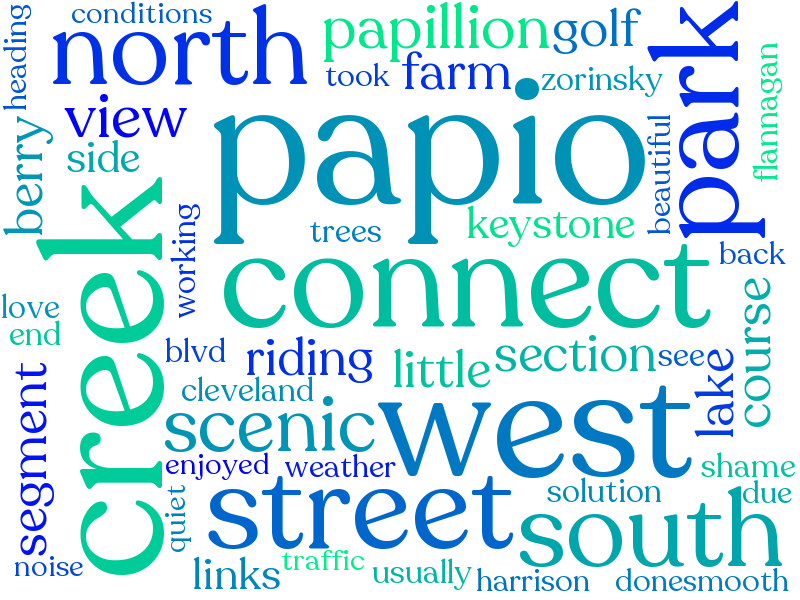 conditions
heading
north
papillion
golf
took
farm
zorinsky
park
flannagan
view
berry
side
papio
beautiful
creek
working
trees
keystone
back
connect
love
end
blvd
riding
little
section
see
course
lake
segment
cleveland
scenic
west
enjoyed
weather
shame
quiet
street
solution
due
south
noise
links
traffic
usually
harrison
done
smooth